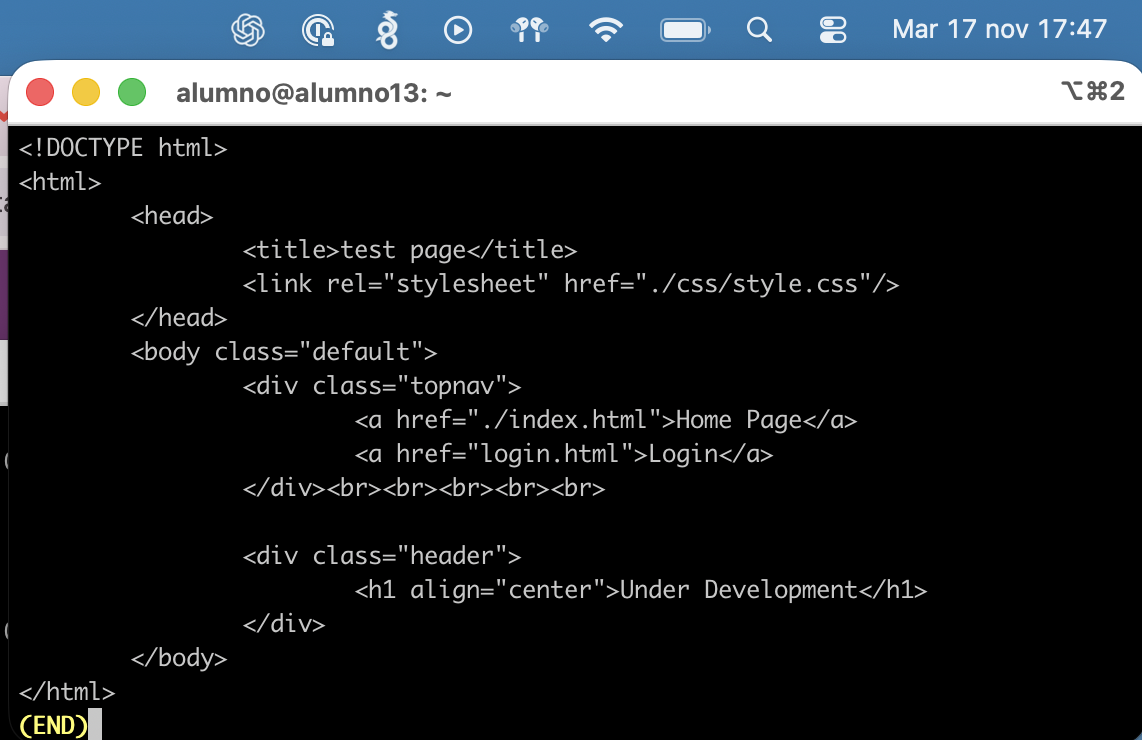 Mar 17 nov 17:47
alumno@alumno13: ~
⌥⌘2
<!DOCTYPE html>
<html>
        <head>
                <title>test page</title>
                <link rel="stylesheet" href="./css/style.css"/>
        </head>
        <body class="default">
                <div class="topnav">
                        <a href="./index.html">Home Page</a>
                        <a href="login.html">Login</a>
                </div><br><br><br><br><br>

                <div class="header">
                        <h1 align="center">Under Development</h1>
                </div>
        </body>
</html>
(END)